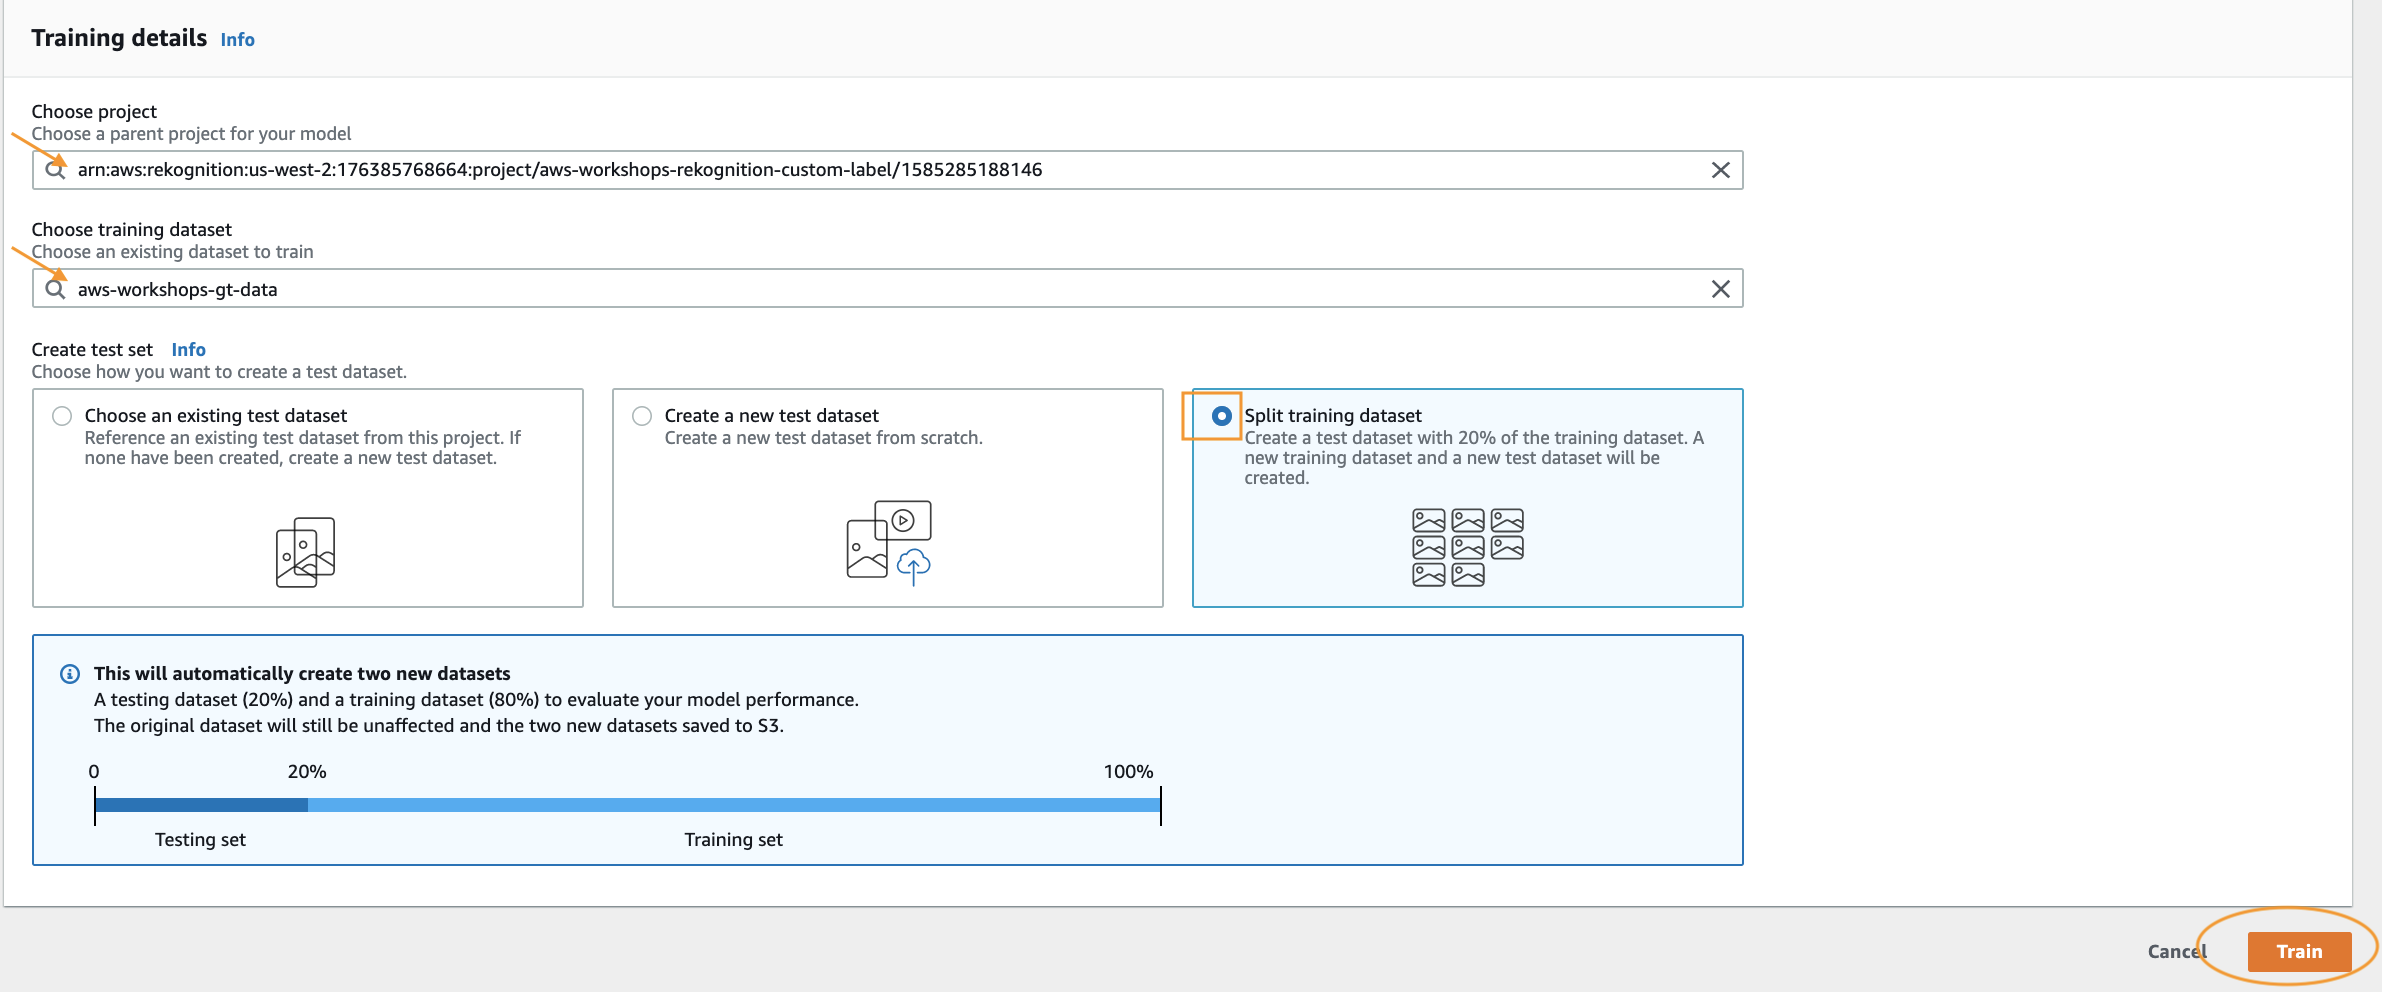 Training details Info
Choose project
Choose a parent project for your model
arn:aws:rekognition:us-west-2:176385768664:project/aws-workshops-rekognition-custom-label/1585285188146
Choose training dataset
Choose an existing dataset to train
aws-workshops-gt-data
Create test set Info
Choose how you want to create a test dataset.
Choose an existing test dataset
Reference an existing test dataset from this project. If
none have been created, create a new test dataset.
Create a new test dataset
Create a new test dataset from scratch.
Split training dataset
Create a test dataset with 20% of the training dataset. A
new training dataset and a new test dataset will be
created.
This will automatically create two new datasets
A testing dataset (20%) and a training dataset (80%) to evaluate your model performance.
The original dataset will still be unaffected and the two new datasets saved to S3.
0 20% 100%
Testing set Training set
Cancel Train